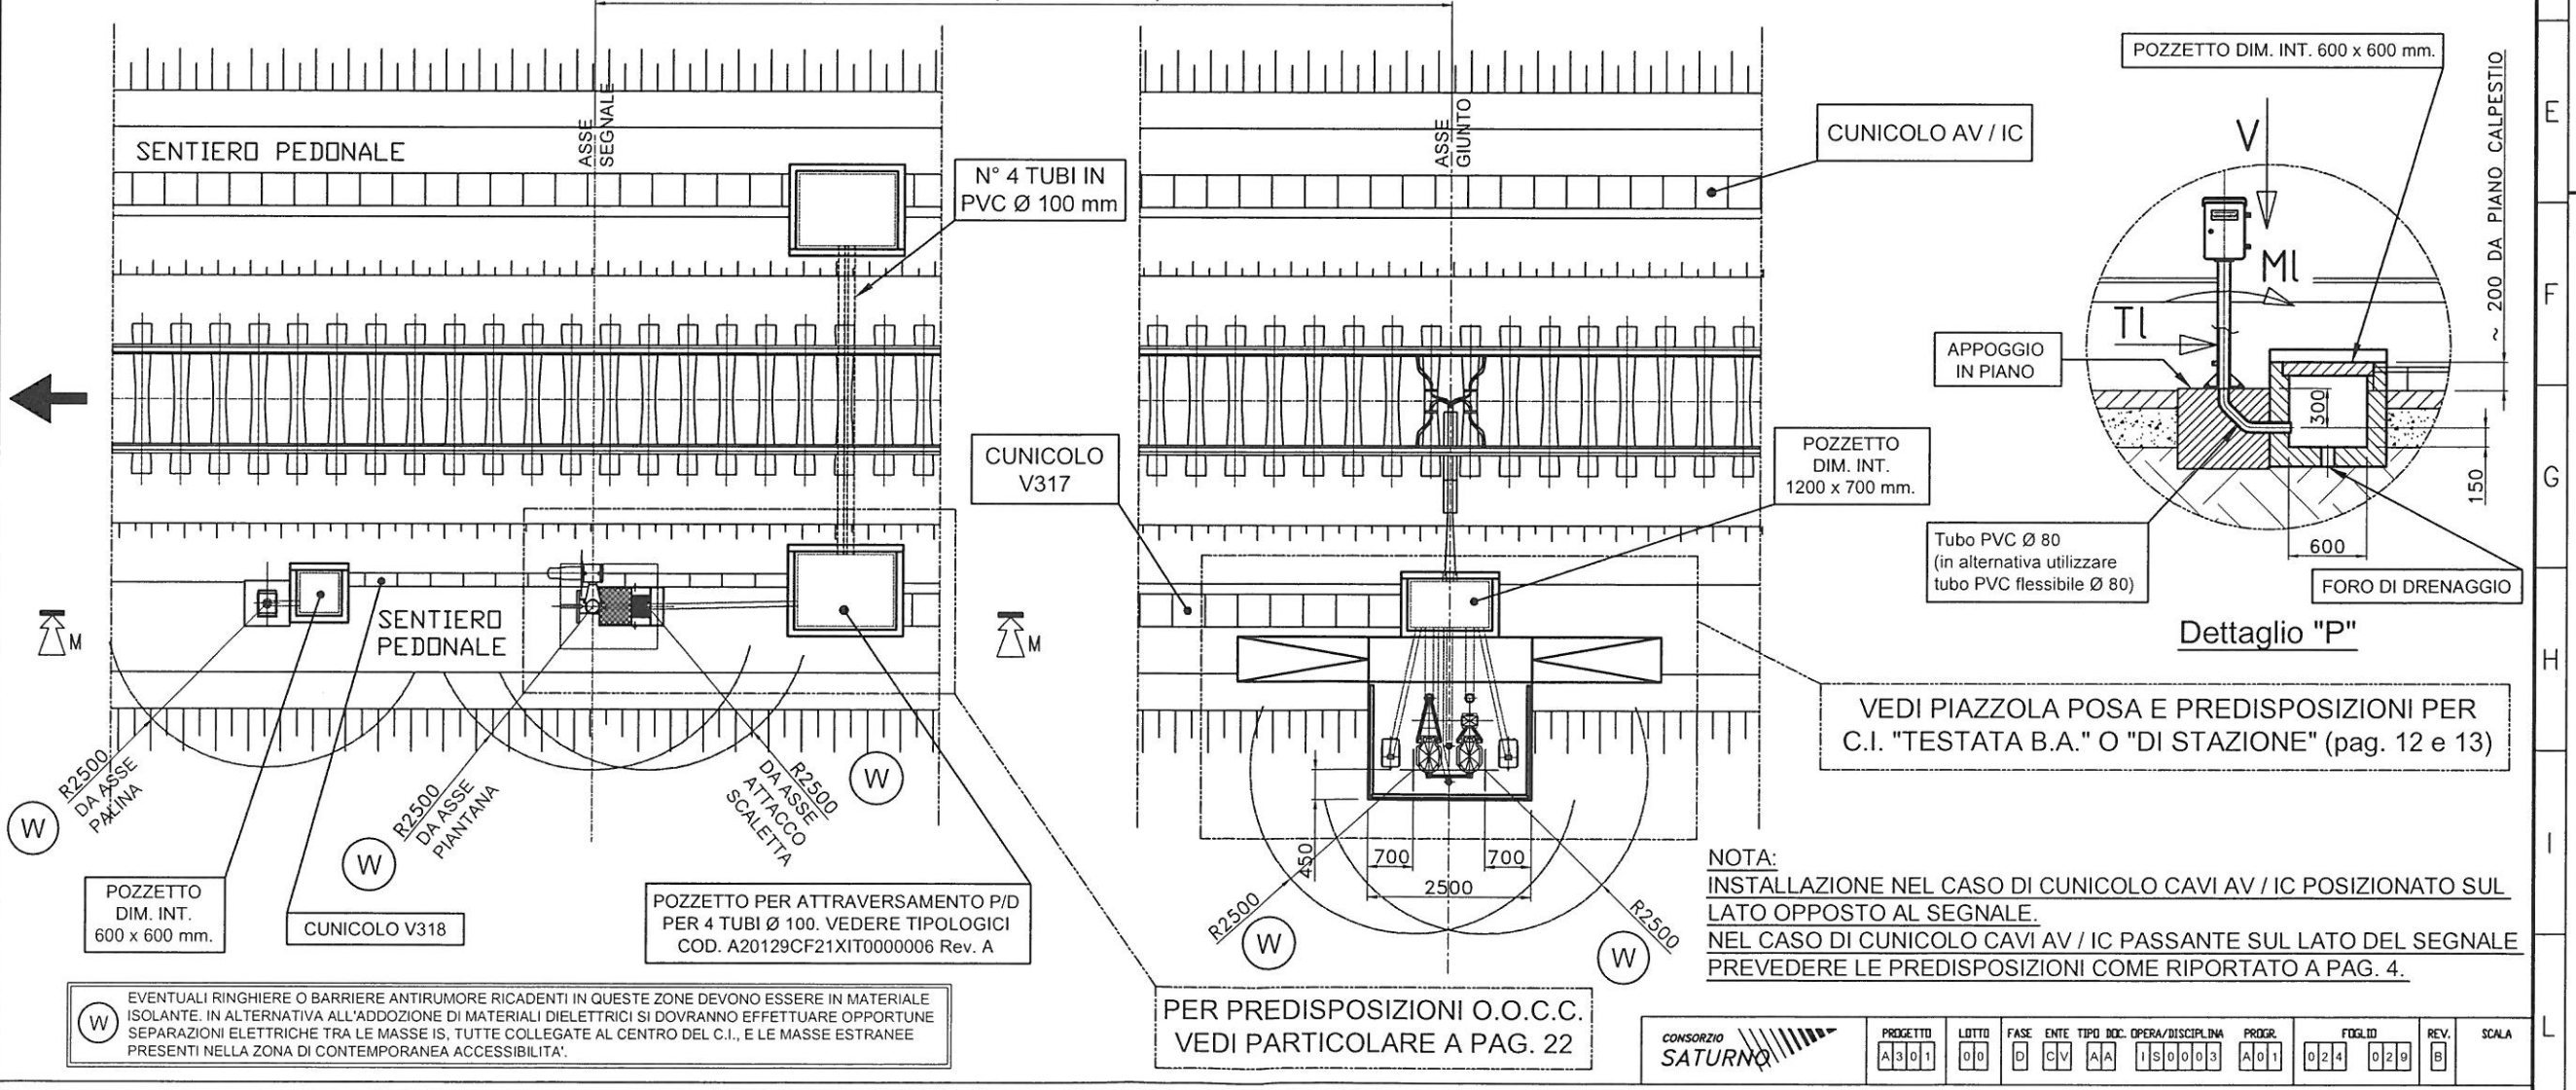 SENTIERO PEDONALE
ASSE
SEGNALE
N° 4 TUBI IN
PVC Ø 100 mm
ASSE
GIUNTO
CUNICOLO AV / IC
POZZETTO DIM. INT. 600 x 600 mm.
~ 200 DA PIANO CALPESTIO
V
Ml
Tl
APPOGGIO
IN PIANO
300
150
600
Tubo PVC Ø 80
(in alternativa utilizzare
tubo PVC flessibile Ø 80)
FORO DI DRENAGGIO
Dettaglio "P"
CUNICOLO
V317
POZZETTO
DIM. INT.
1200 x 700 mm.
M
SENTIERO
PEDONALE
M
VEDI PIAZZOLA POSA E PREDISPOSIZIONI PER
C.I. "TESTATA B.A." O "DI STAZIONE" (pag. 12 e 13)
R2500
DA ASSE
PALINA
W
R2500
DA ASSE
PIANTANA
W
R2500
DA ASSE
ATTACCO
SCALETTA
W
450
700
700
2500
R2500
W
R2500
W
POZZETTO
DIM. INT.
600 x 600 mm.
CUNICOLO V318
POZZETTO PER ATTRAVERSAMENTO P/D
PER 4 TUBI Ø 100. VEDERE TIPOLOGICI
COD. A20129CF21XIT0000006 Rev. A
NOTA:
INSTALLAZIONE NEL CASO DI CUNICOLO CAVI AV / IC POSIZIONATO SUL
LATO OPPOSTO AL SEGNALE.
NEL CASO DI CUNICOLO CAVI AV / IC PASSANTE SUL LATO DEL SEGNALE
PREVEDERE LE PREDISPOSIZIONI COME RIPORTATO A PAG. 4.
W
EVENTUALI RINGHIERE O BARRIERE ANTIRUMORE RICADENTI IN QUESTE ZONE DEVONO ESSERE IN MATERIALE
ISOLANTE. IN ALTERNATIVA ALL'ADDOZIONE DI MATERIALI DIELETTRICI SI DOVRANNO EFFETTUARE OPPORTUNE
SEPARAZIONI ELETTRICHE TRA LE MASSE IS, TUTTE COLLEGATE AL CENTRO DEL C.I., E LE MASSE ESTRANEE
PRESENTI NELLA ZONA DI CONTEMPORANEA ACCESSIBILITA'.
PER PREDISPOSIZIONI O.O.C.C.
VEDI PARTICOLARE A PAG. 22
CONSORZIO
SATURNO
PROGETTO LOTTO FASE ENTE TIPO DOC. OPERA/DISCIPLINA PROGR. FOGLIO REV. SCALA
A301 00 D CV AA IS0003 A01 024 029 B
E
F
G
H
I
L